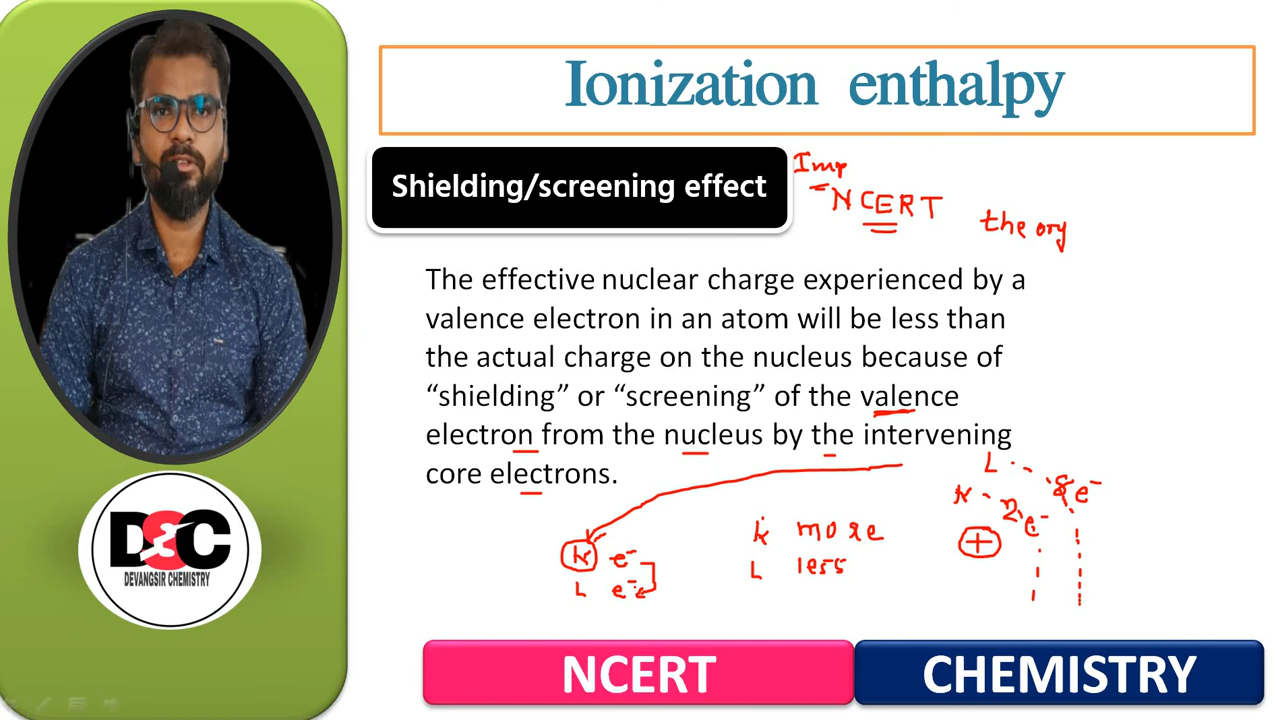 Ionization enthalpy
Shielding/screening effect
Imp
NCERT
theory
The effective nuclear charge experienced by a
valence electron in an atom will be less than
the actual charge on the nucleus because of
“shielding” or “screening” of the valence
electron from the nucleus by the intervening
core electrons.
L 8e⁻
K 2e⁻
+
K e⁻
L e⁻
K more
L less
DEC
DEVANGSIR CHEMISTRY
NCERT
CHEMISTRY